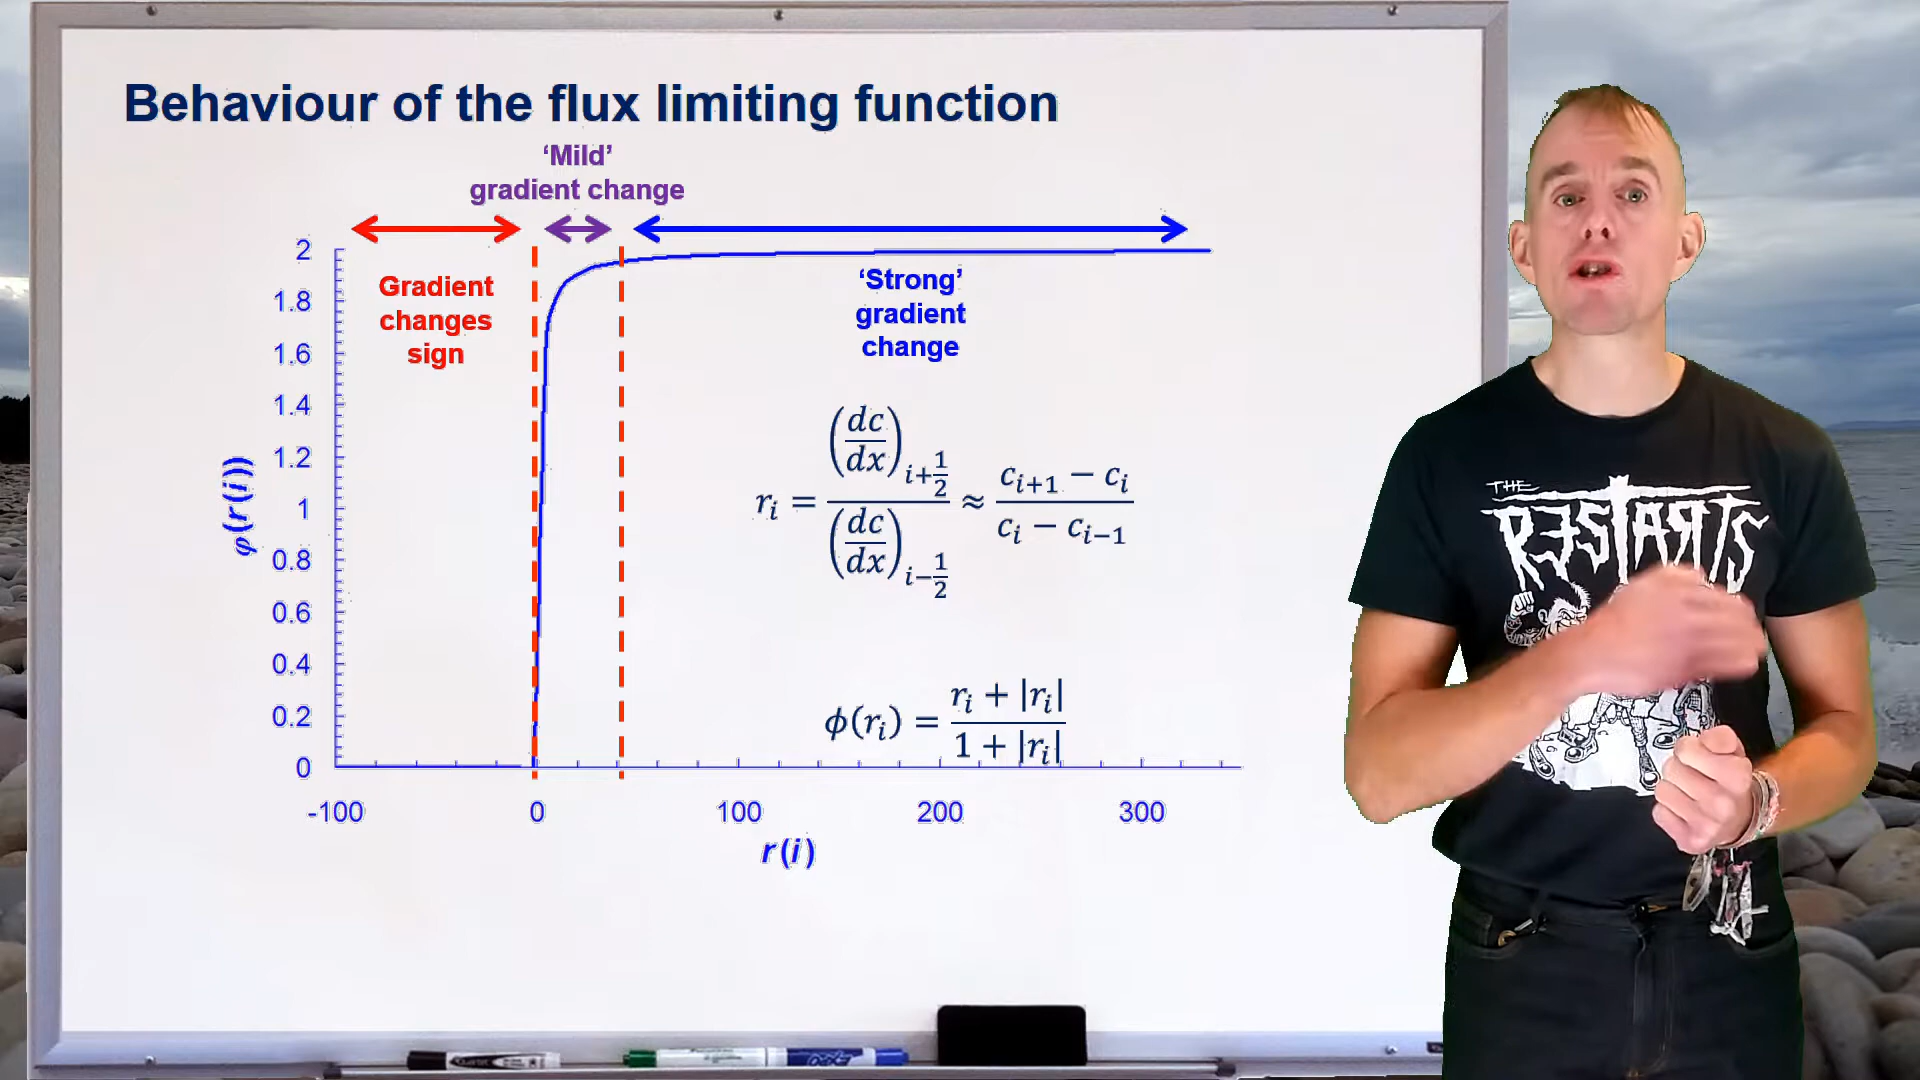 Behaviour of the flux limiting function
‘Mild’
gradient change
Gradient
changes
sign
‘Strong’
gradient
change
2
1.8
1.6
1.4
1.2
1
0.8
0.6
0.4
0.2
0
φ(r(i))
-100 0 100 200 300
r(i)
r_i = (dc/dx)_{i+1/2} / (dc/dx)_{i-1/2} ≈ (c_{i+1} − c_i) / (c_i − c_{i−1})
ϕ(r_i) = (r_i + |r_i|) / (1 + |r_i|)
THE
RESTARTS